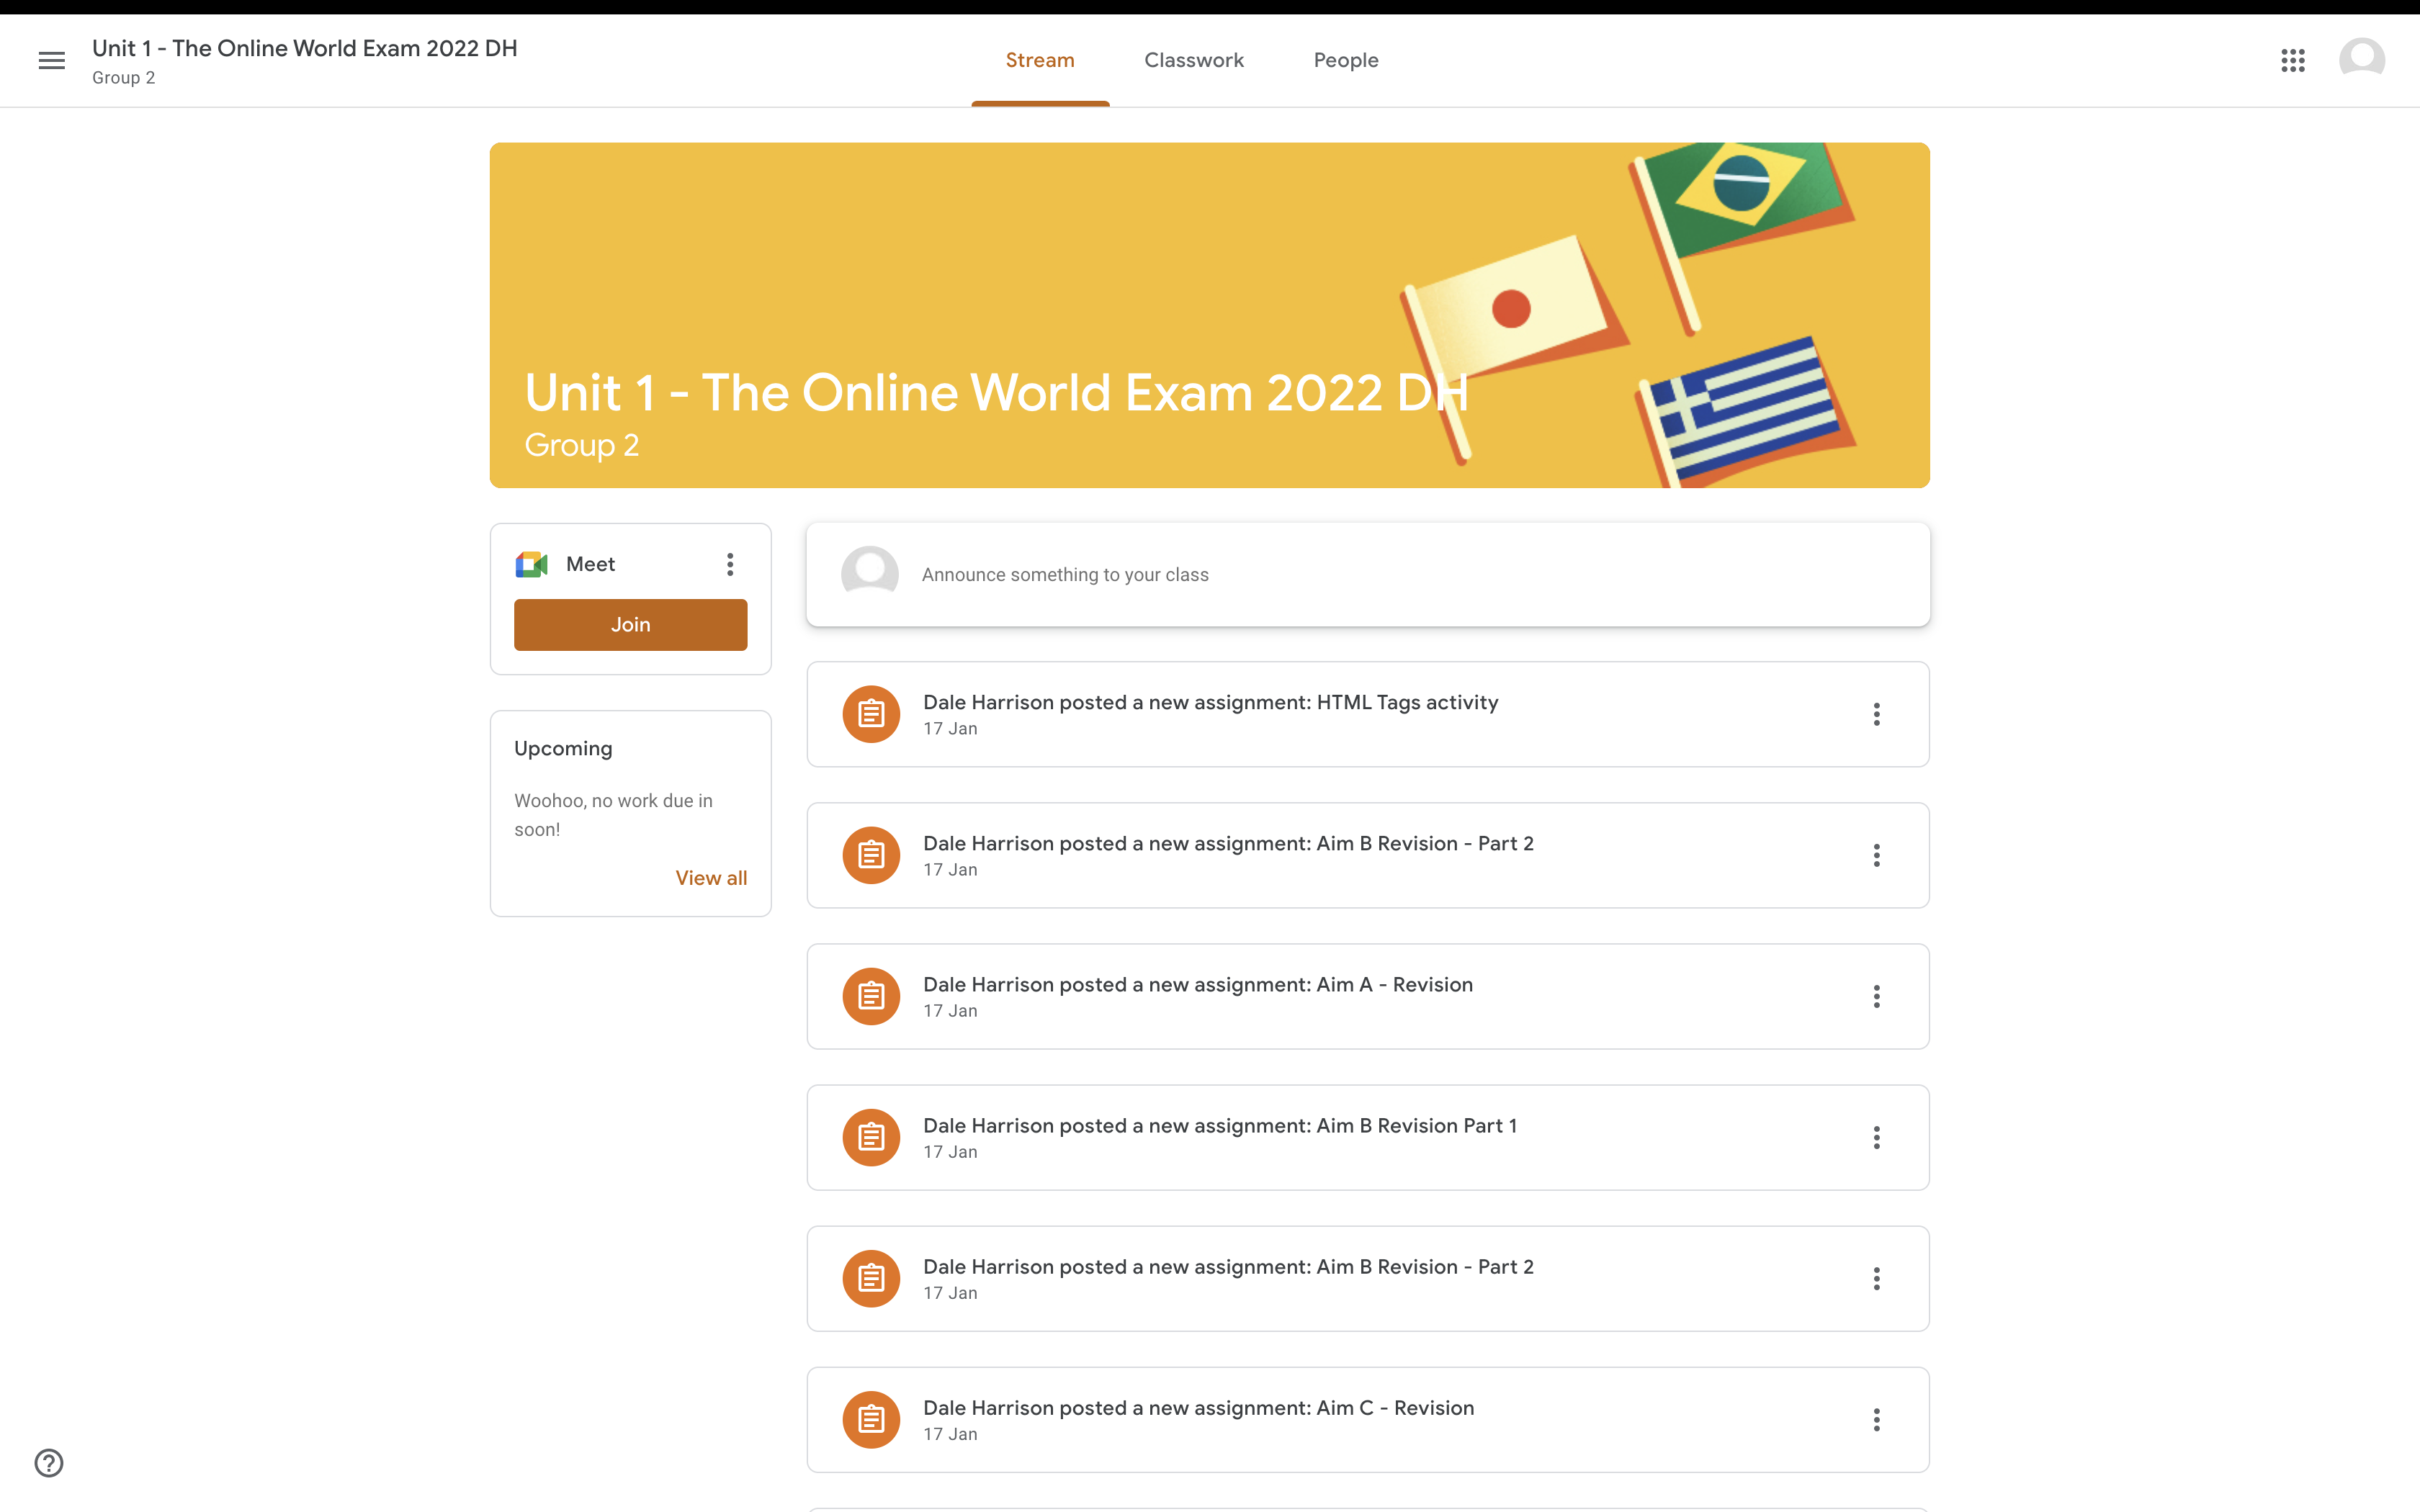 Unit 1 - The Online World Exam 2022 DH
Group 2
Stream
Classwork
People
Unit 1 - The Online World Exam 2022 DH
Group 2
Meet
Join
Upcoming
Woohoo, no work due in
soon!
View all
Announce something to your class
Dale Harrison posted a new assignment: HTML Tags activity
17 Jan
Dale Harrison posted a new assignment: Aim B Revision - Part 2
17 Jan
Dale Harrison posted a new assignment: Aim A - Revision
17 Jan
Dale Harrison posted a new assignment: Aim B Revision Part 1
17 Jan
Dale Harrison posted a new assignment: Aim B Revision - Part 2
17 Jan
Dale Harrison posted a new assignment: Aim C - Revision
17 Jan